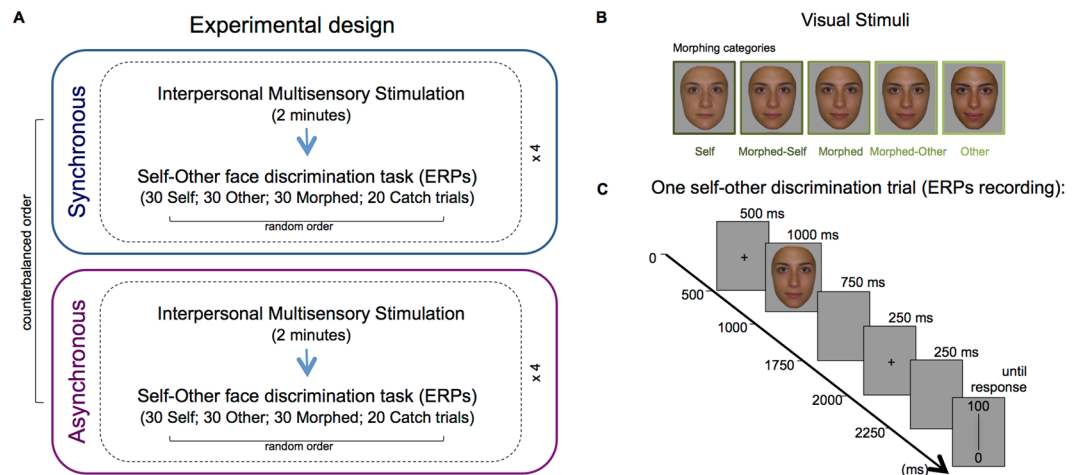 A
Experimental design
counterbalanced order
Synchronous
Interpersonal Multisensory Stimulation
(2 minutes)
Self-Other face discrimination task (ERPs)
(30 Self; 30 Other; 30 Morphed; 20 Catch trials)
random order
x 4
Asynchronous
Interpersonal Multisensory Stimulation
(2 minutes)
Self-Other face discrimination task (ERPs)
(30 Self; 30 Other; 30 Morphed; 20 Catch trials)
random order
x 4
B
Visual Stimuli
Morphing categories
Self Morphed-Self Morphed Morphed-Other Other
C
One self-other discrimination trial (ERPs recording):
500 ms
1000 ms
750 ms
250 ms
250 ms
until
response
100
0
0
500
1000
1750
2000
2250
(ms)